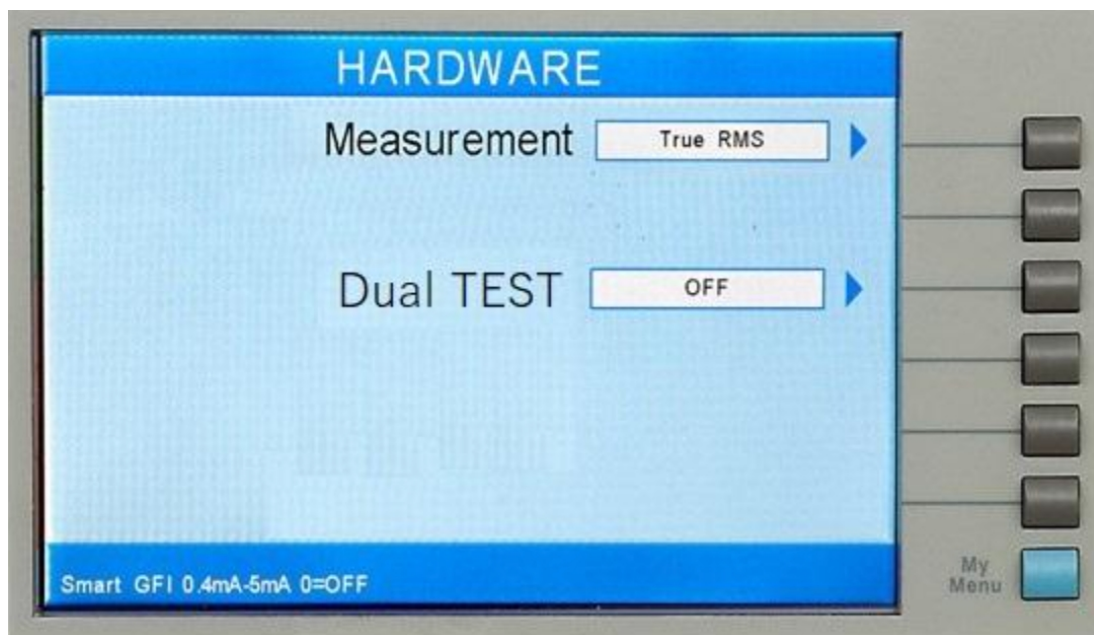 HARDWARE
Measurement True RMS
Dual TEST OFF
Smart GFI 0.4mA-5mA 0=OFF
My
Menu